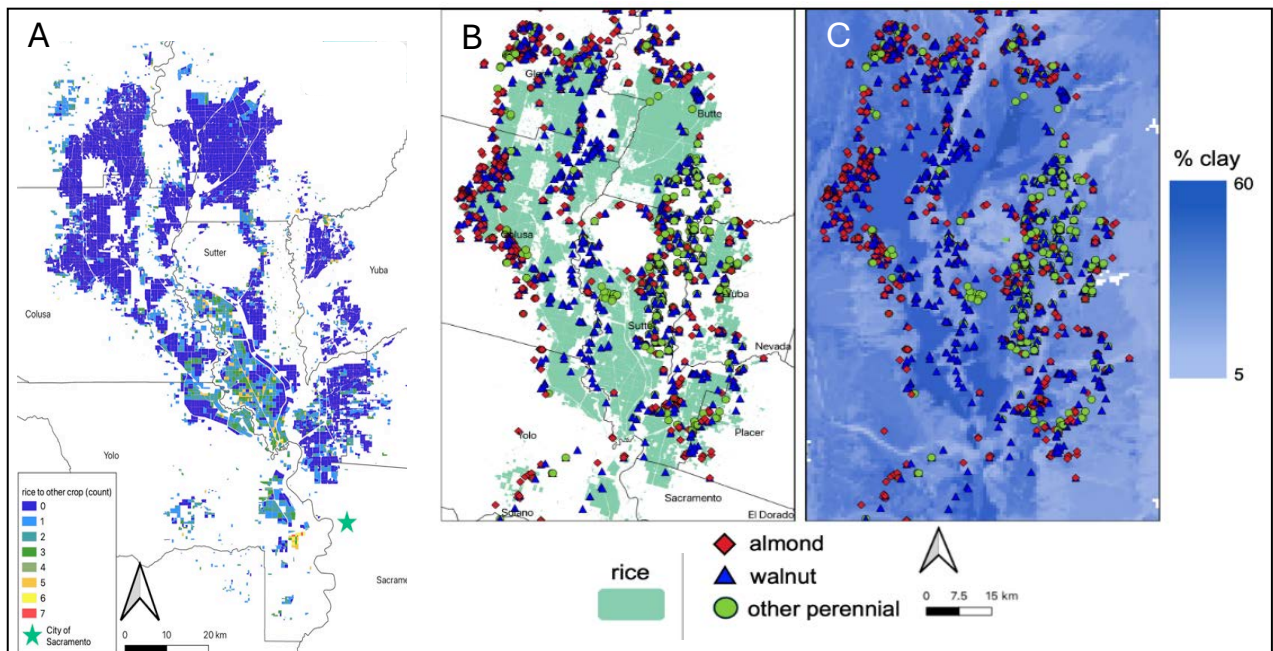 A
Sutter
Yuba
Colusa
Yolo
rice to other crop (count)
0
1
2
3
4
5
6
7
City of
Sacramento
0 10 20 km
B
Butte
Colusa
Yuba
Nevada
Placer
Yolo
Sacramento
Solano
El Dorado
rice
almond
walnut
other perennial
0 7.5 15 km
C
% clay
60
5